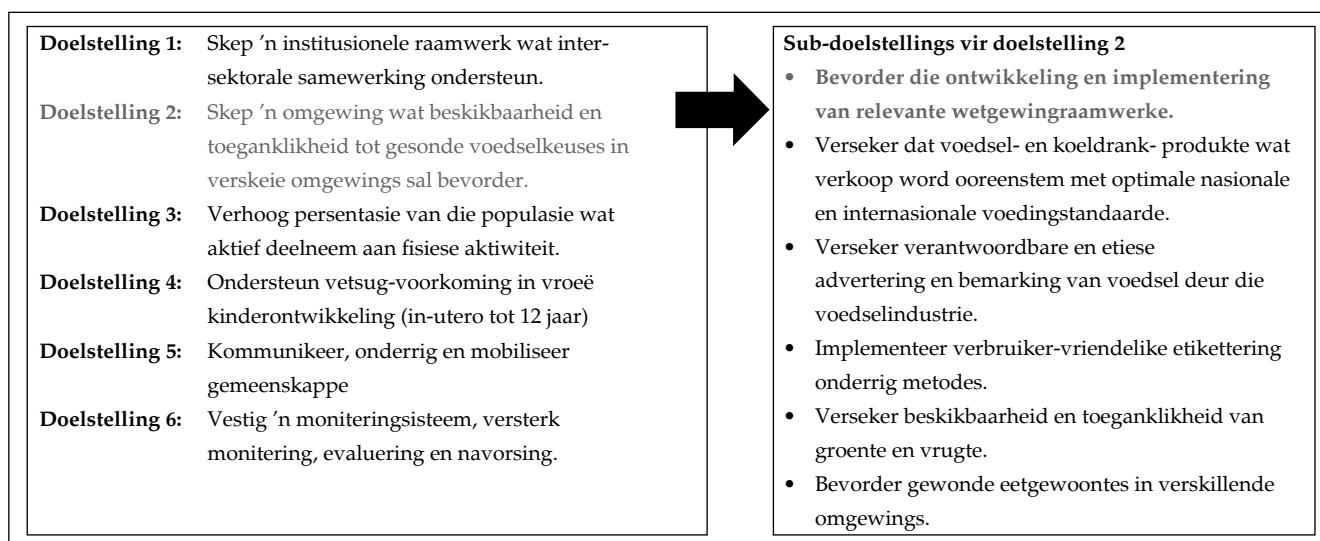 Doelstelling 1: Skep ’n institusionele raamwerk wat inter-
sektorale samewerking ondersteun.
Doelstelling 2: Skep ’n omgewing wat beskikbaarheid en
toeganklikheid tot gesonde voedselkeuses in
verskeie omgewings sal bevorder.
Doelstelling 3: Verhoog persentasie van die populasie wat
aktief deelneem aan fisiese aktiwiteit.
Doelstelling 4: Ondersteun vetsug-voorkoming in vroeë
kinderontwikkeling (in-utero tot 12 jaar)
Doelstelling 5: Kommunikeer, onderrig en mobiliseer
gemeenskappe
Doelstelling 6: Vestig ’n moniteringsisteem, versterk
monitering, evaluering en navorsing.
Sub-doelstellings vir doelstelling 2
• Bevorder die ontwikkeling en implementering
van relevante wetgewingraamwerke.
• Verseker dat voedsel- en koeldrank- produkte wat
verkoop word ooreenstem met optimale nasionale
en internasionale voedingstandaarde.
• Verseker verantwoordbare en etiese
advertering en bemarking van voedsel deur die
voedselindustrie.
• Implementeer verbruiker-vriendelike etikettering
onderrig metodes.
• Verseker beskikbaarheid en toeganklikheid van
groente en vrugte.
• Bevorder gewonde eetgewoontes in verskillende
omgewings.